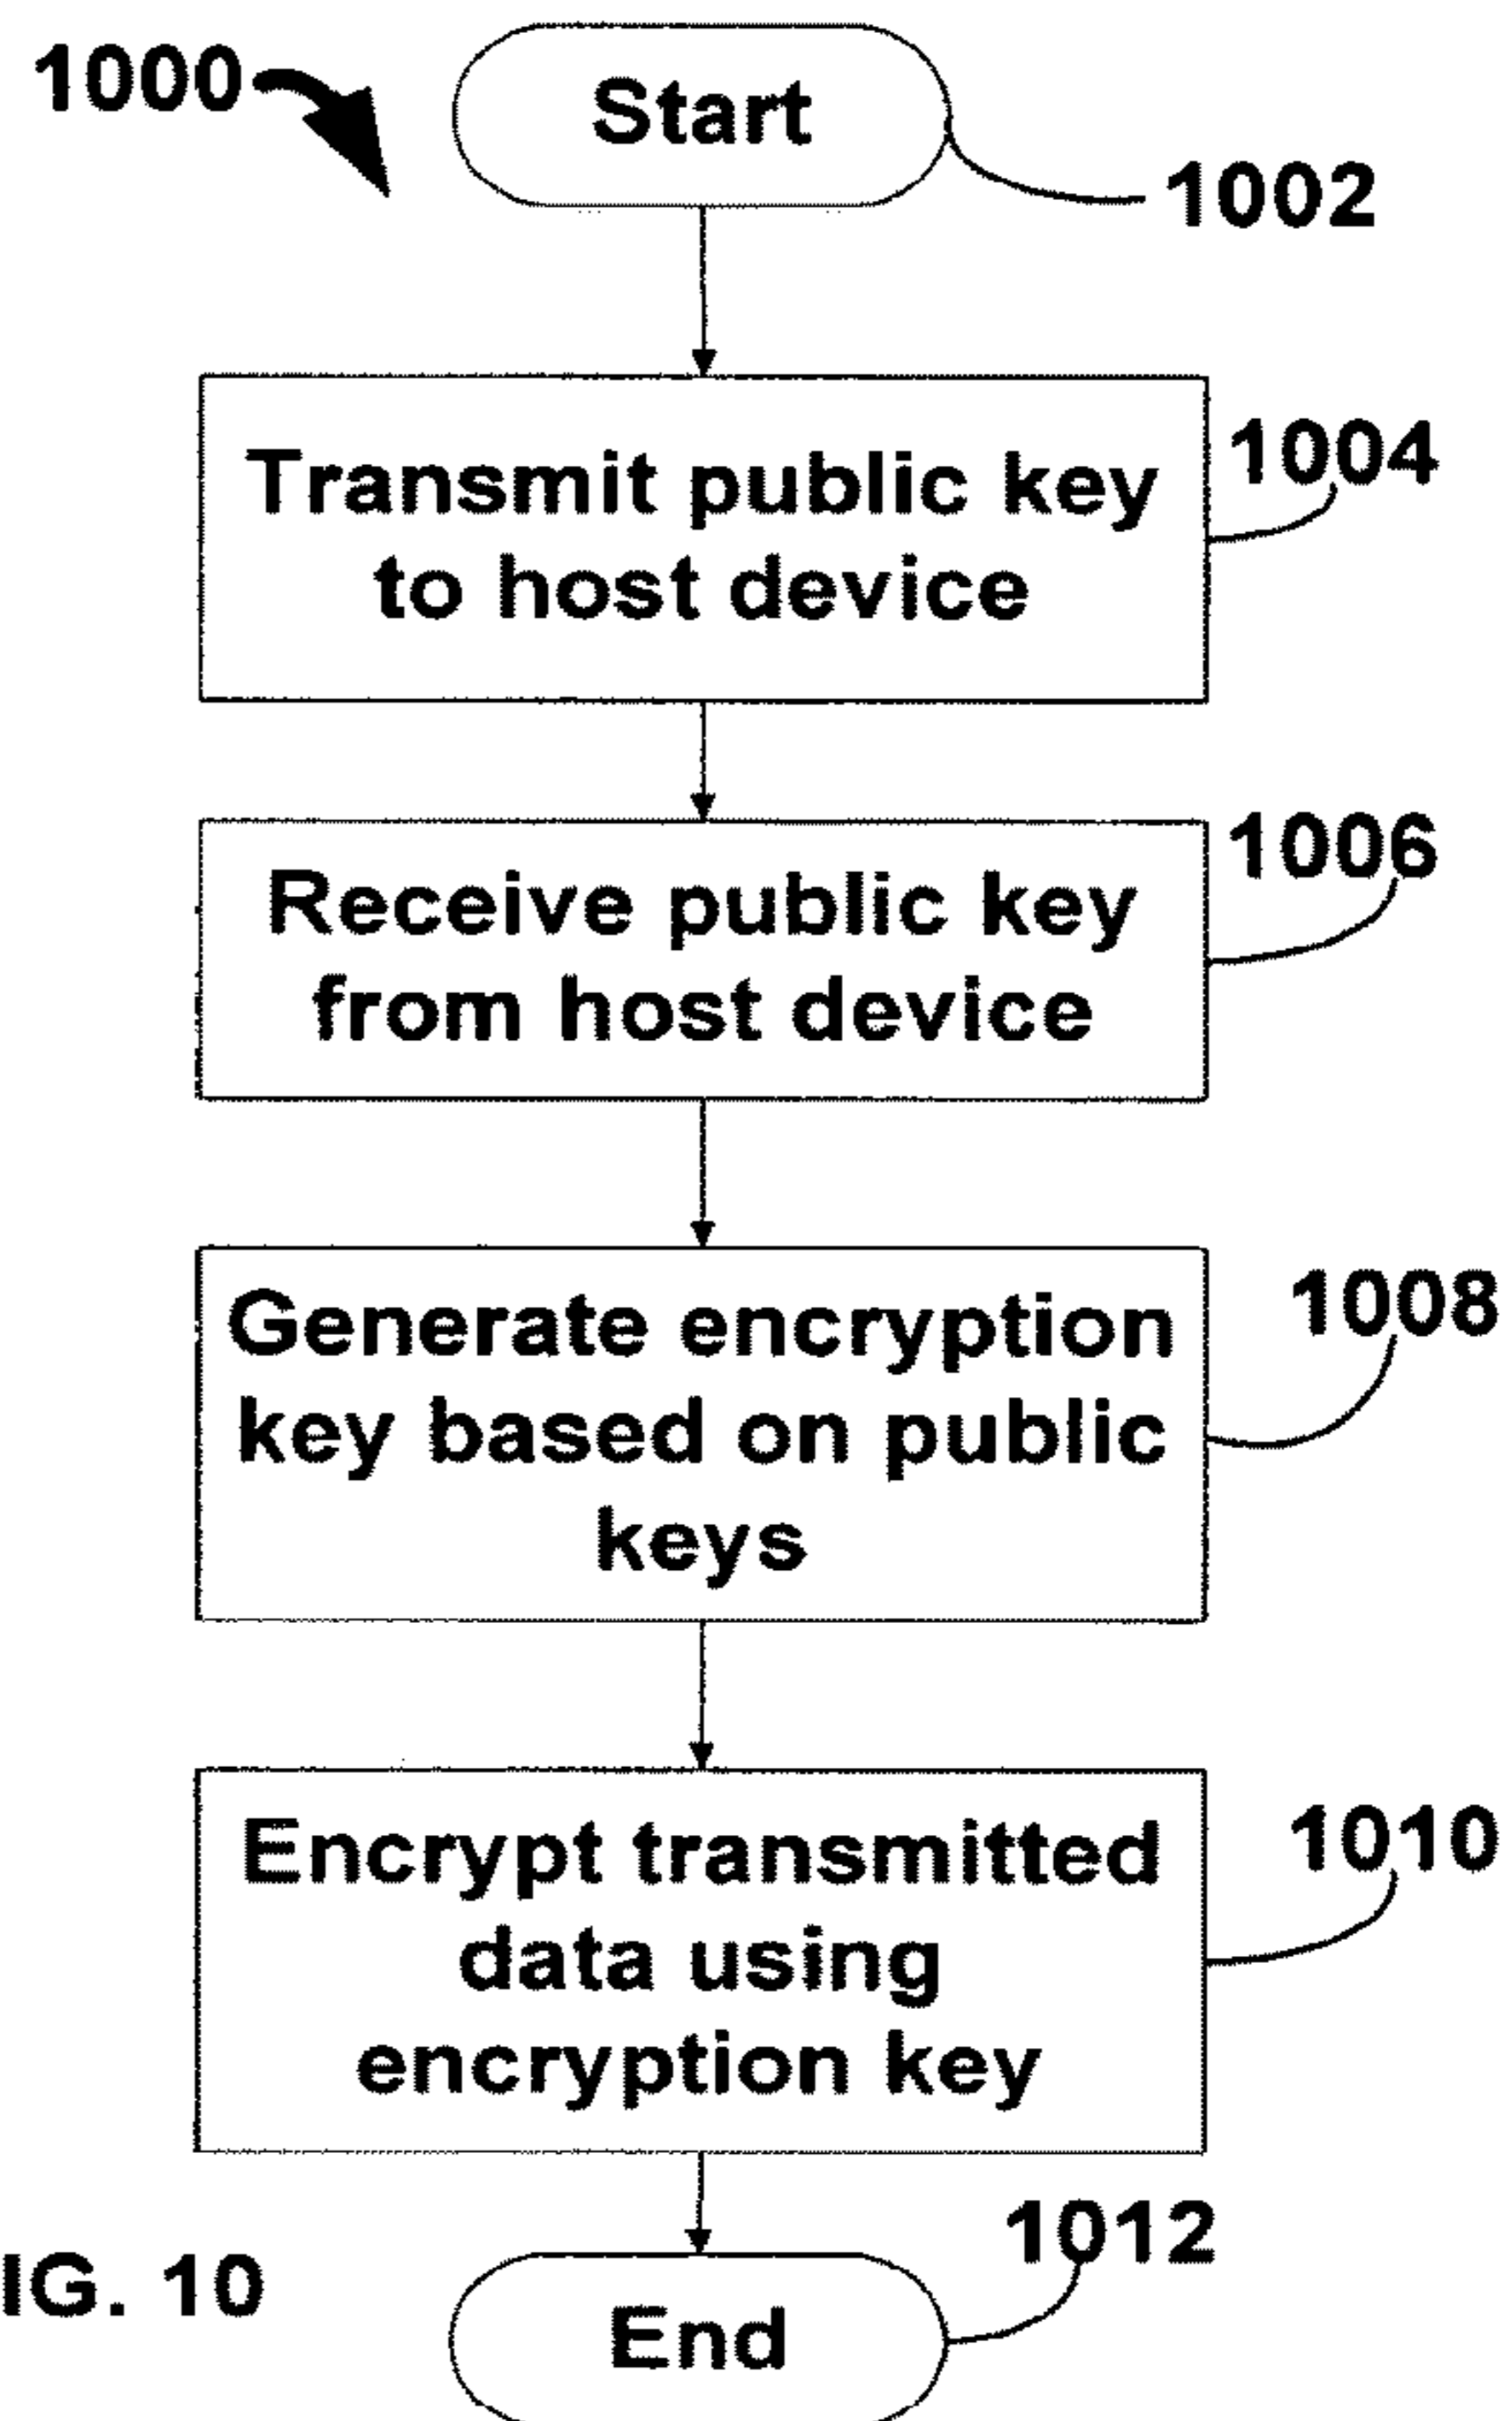 1000
Start
1002
Transmit public key
to host device
1004
Receive public key
from host device
1006
Generate encryption
key based on public
keys
1008
Encrypt transmitted
data using
encryption key
1010
End
1012
IG. 10